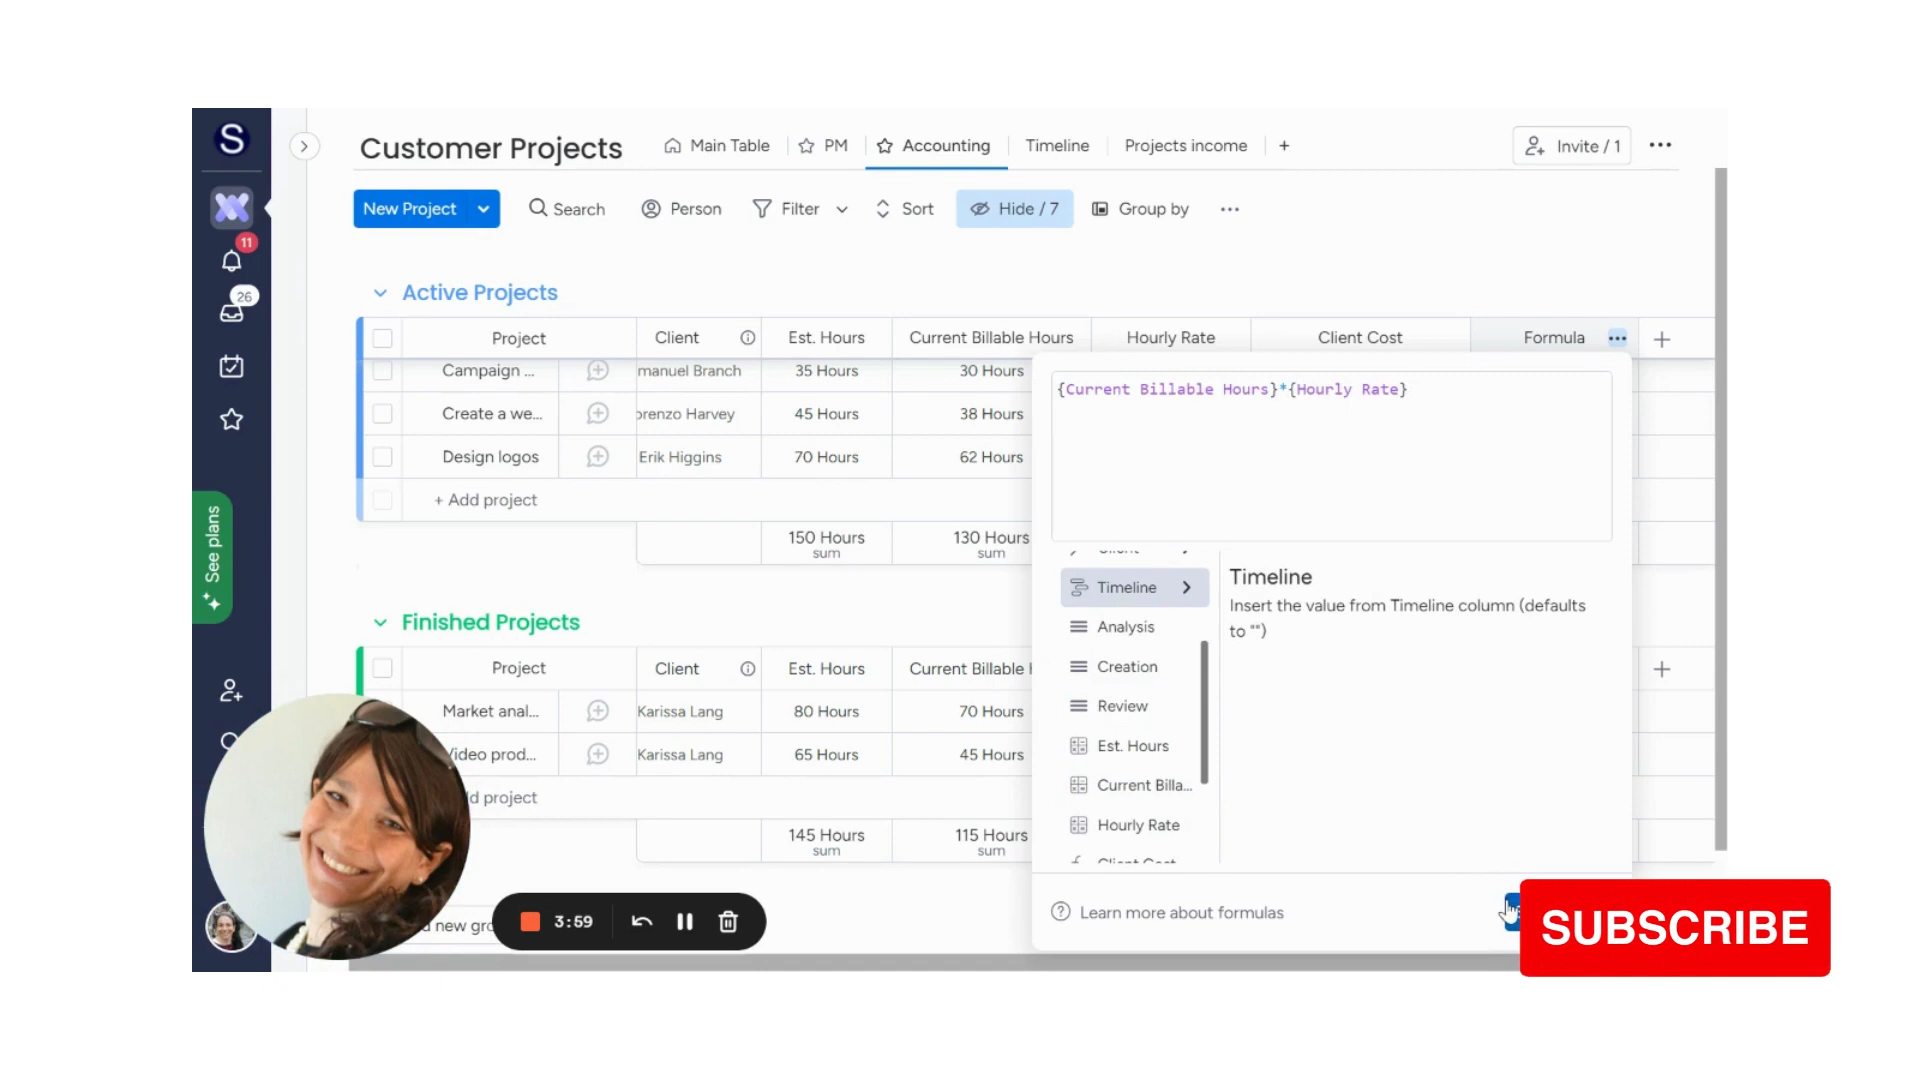 S
Customer Projects
Main Table
PM
Accounting
Timeline
Projects income
+
Invite / 1
New Project
Search
Person
Filter
Sort
Hide / 7
Group by
11
26
See plans
Active Projects
Project Client Est. Hours Current Billable Hours Hourly Rate Client Cost Formula
Campaign ... manuel Branch 35 Hours 30 Hours
Create a we... orenzo Harvey 45 Hours 38 Hours
Design logos Erik Higgins 70 Hours 62 Hours
+ Add project
150 Hours 130 Hours
sum sum
{Current Billable Hours}*{Hourly Rate}
Timeline
Analysis
Creation
Review
Est. Hours
Current Billa...
Hourly Rate
Client Cost
Timeline
Insert the value from Timeline column (defaults
to "")
Learn more about formulas
Finished Projects
Project Client Est. Hours Current Billable
Market anal... Karissa Lang 80 Hours 70 Hours
Video prod... Karissa Lang 65 Hours 45 Hours
d project
145 Hours 115 Hours
sum sum
new gro
3:59
SUBSCRIBE